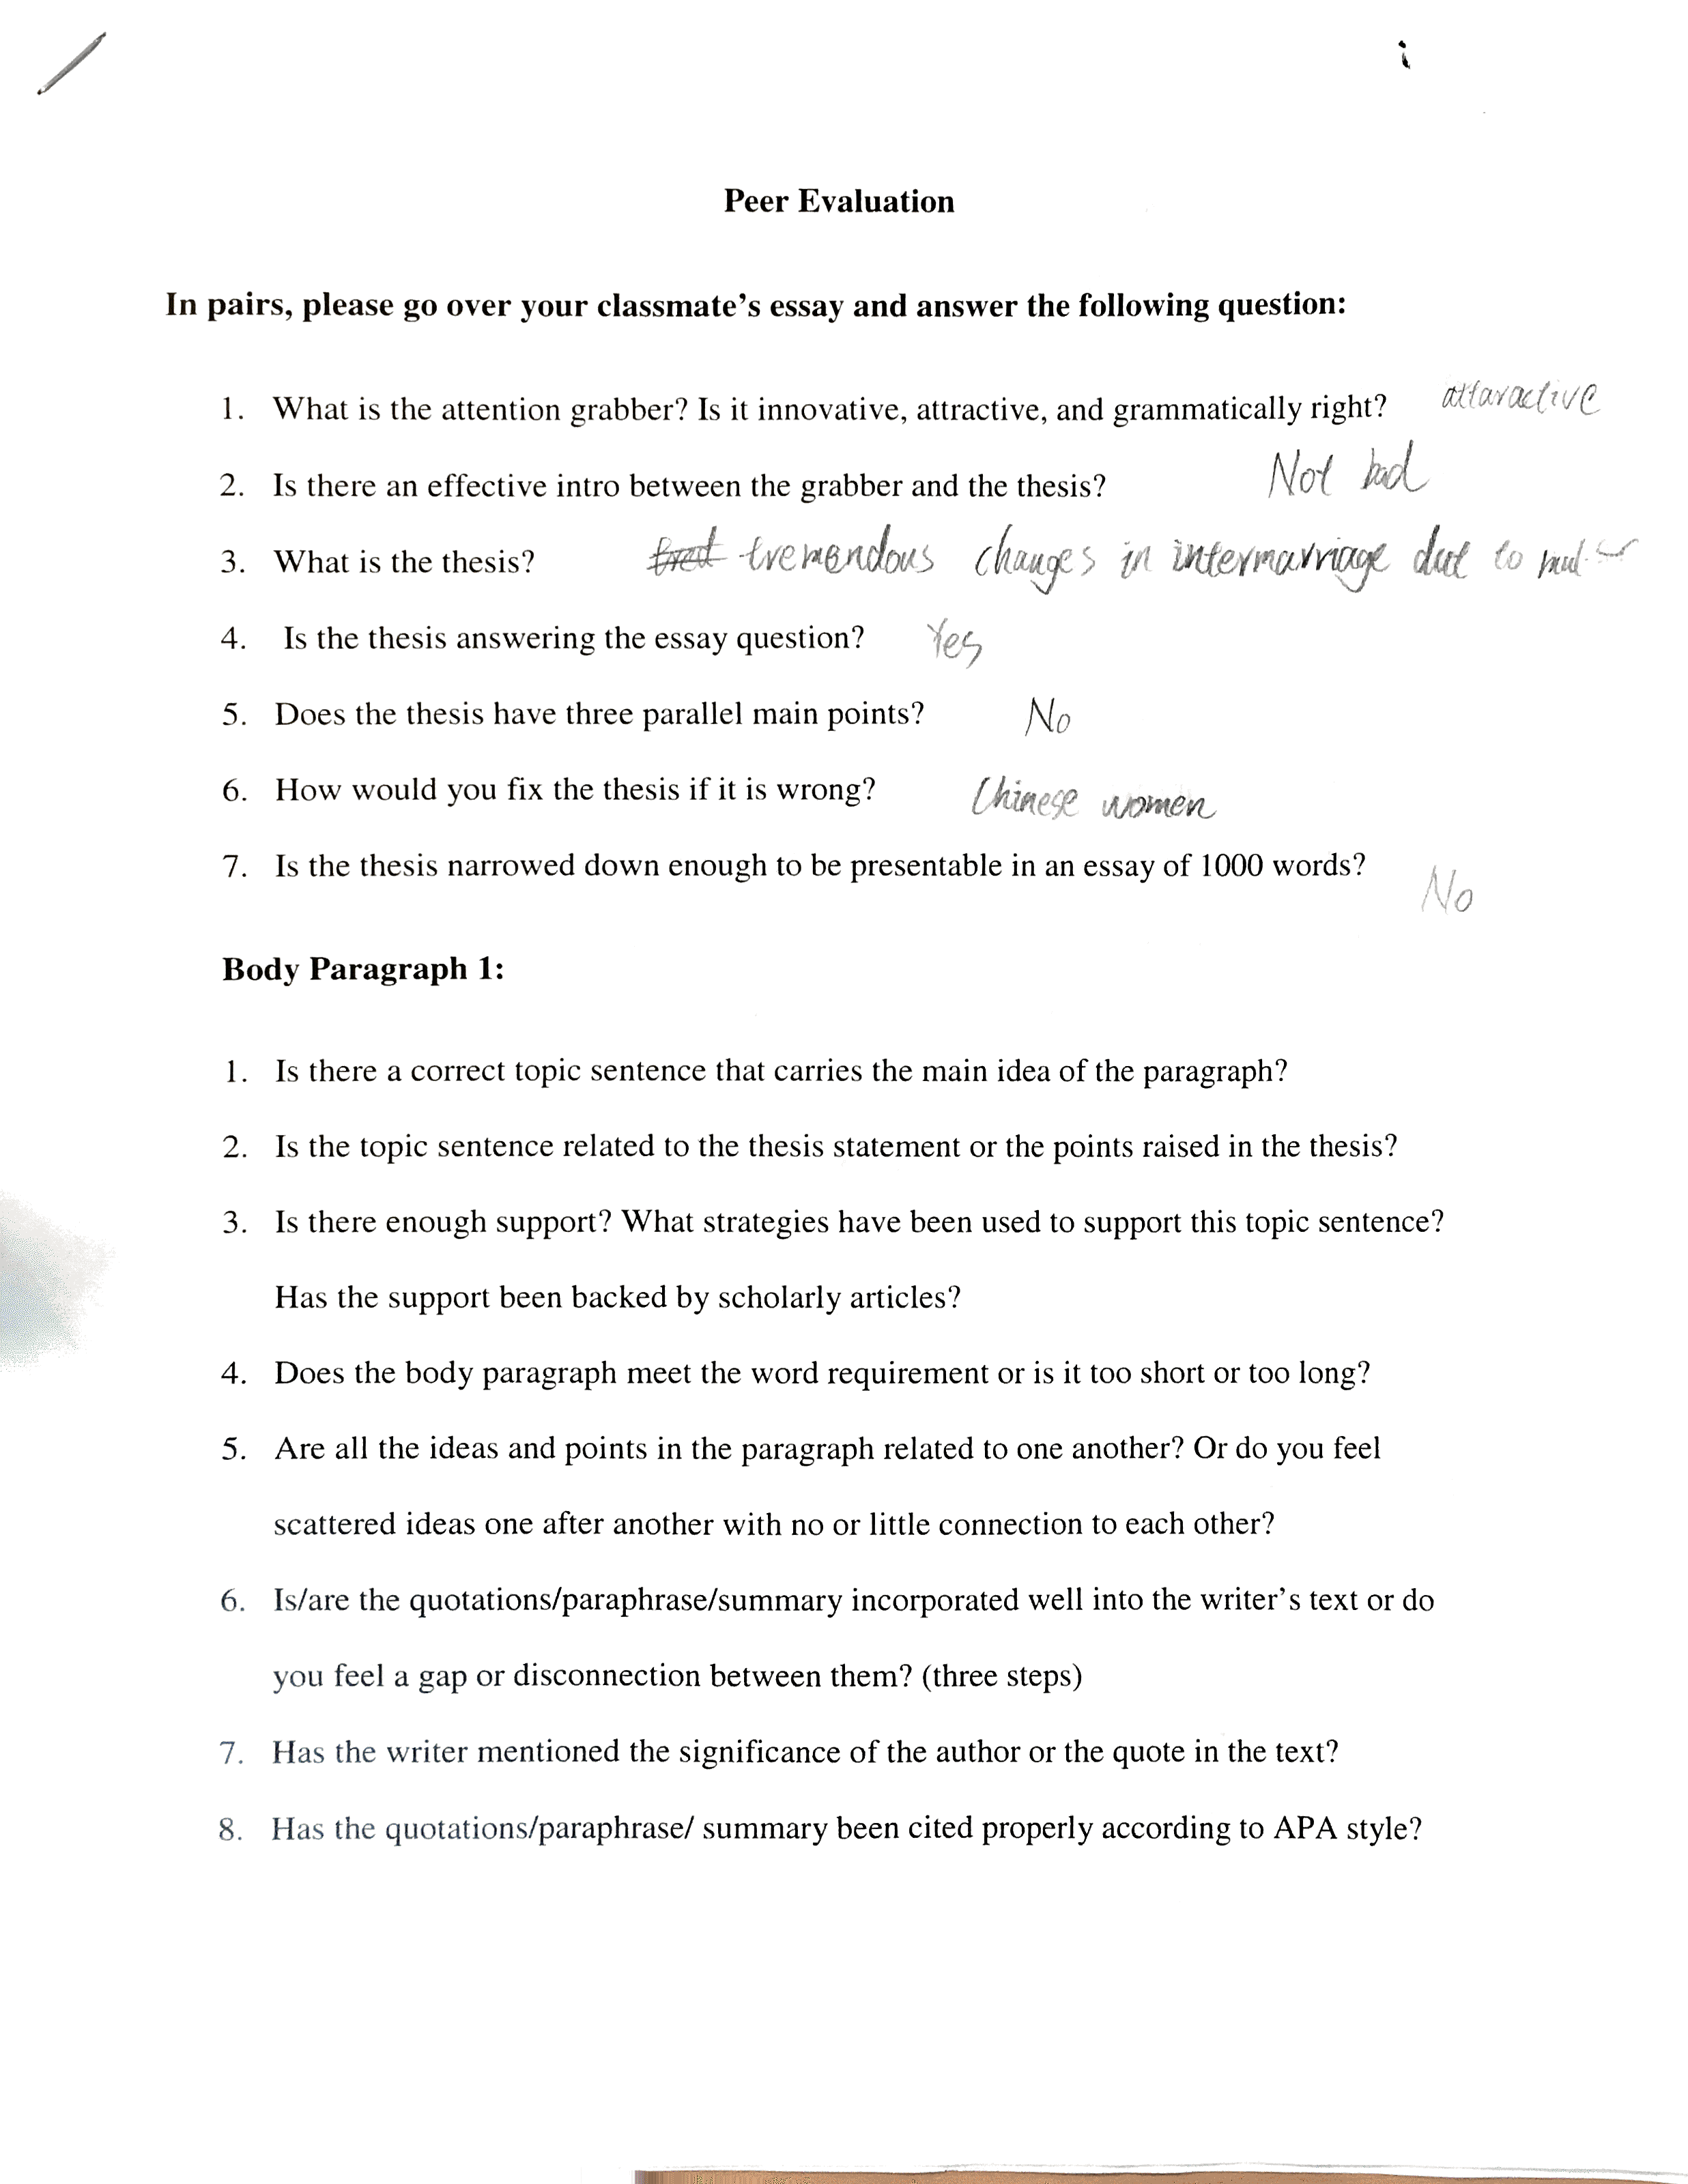 Peer Evaluation
In pairs, please go over your classmate's essay and answer the following question:
1. What is the attention grabber? Is it innovative, attractive, and grammatically right? attaractive
2. Is there an effective intro between the grabber and the thesis? Not bad
3. What is the thesis? tremendous changes in intermarriage due to
4. Is the thesis answering the essay question? Yes
5. Does the thesis have three parallel main points? No
6. How would you fix the thesis if it is wrong? Chinese women
7. Is the thesis narrowed down enough to be presentable in an essay of 1000 words? No
Body Paragraph 1:
1. Is there a correct topic sentence that carries the main idea of the paragraph?
2. Is the topic sentence related to the thesis statement or the points raised in the thesis?
3. Is there enough support? What strategies have been used to support this topic sentence?
Has the support been backed by scholarly articles?
4. Does the body paragraph meet the word requirement or is it too short or too long?
5. Are all the ideas and points in the paragraph related to one another? Or do you feel
scattered ideas one after another with no or little connection to each other?
6. Is/are the quotations/paraphrase/summary incorporated well into the writer's text or do
you feel a gap or disconnection between them? (three steps)
7. Has the writer mentioned the significance of the author or the quote in the text?
8. Has the quotations/paraphrase/ summary been cited properly according to APA style?